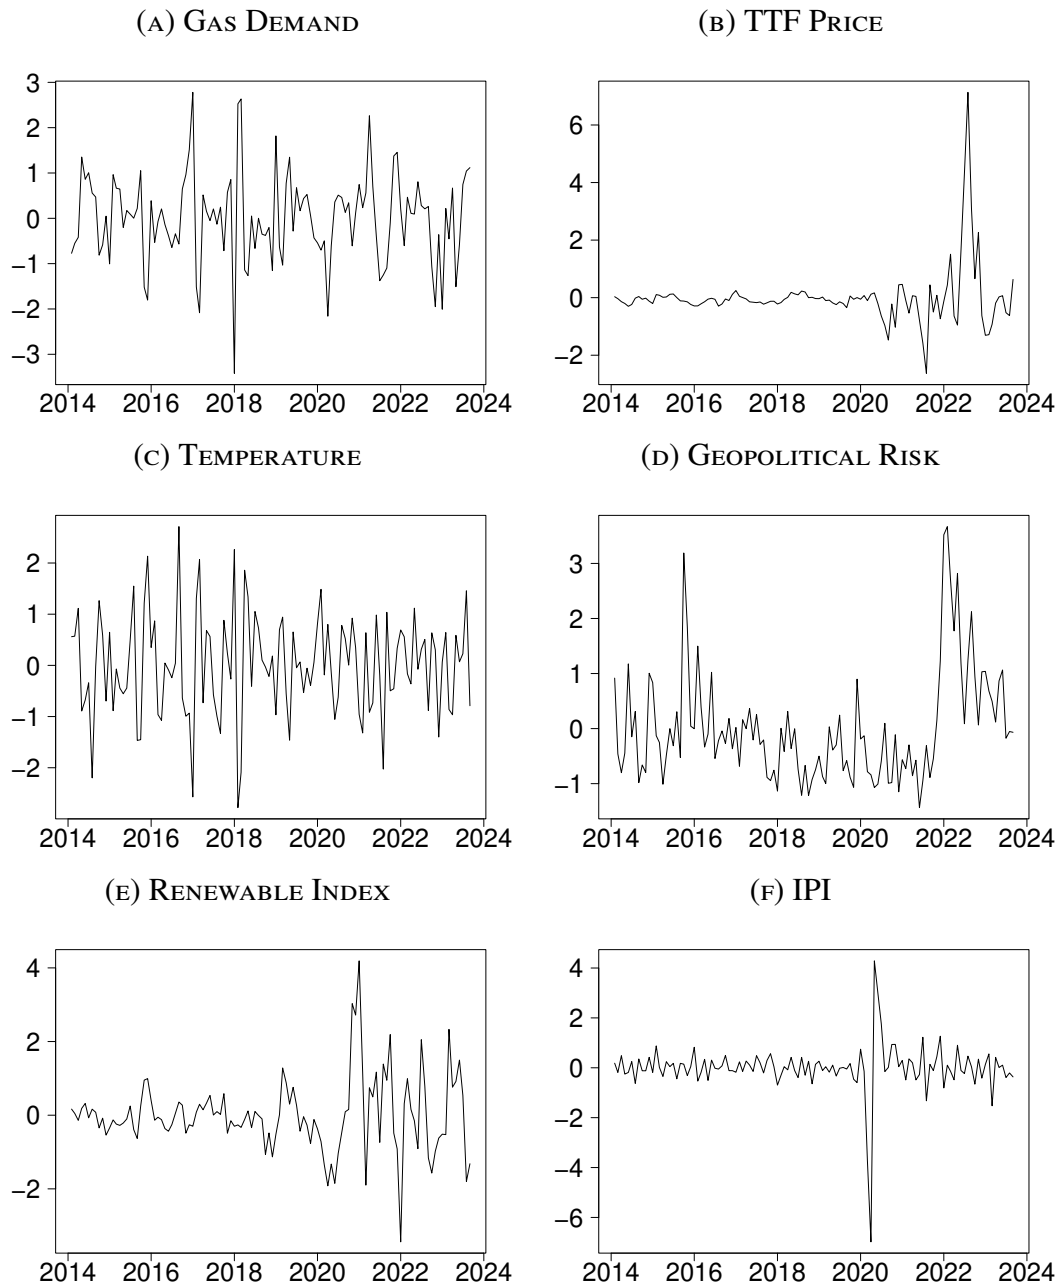 (A) GAS DEMAND
(B) TTF PRICE
3
2
1
0
−1
−2
−3
2014 2016 2018 2020 2022 2024
6
4
2
0
−2
2014 2016 2018 2020 2022 2024
(C) TEMPERATURE
(D) GEOPOLITICAL RISK
2
1
0
−1
−2
2014 2016 2018 2020 2022 2024
3
2
1
0
−1
2014 2016 2018 2020 2022 2024
(E) RENEWABLE INDEX
(F) IPI
4
2
0
−2
2014 2016 2018 2020 2022 2024
4
2
0
−2
−4
−6
2014 2016 2018 2020 2022 2024